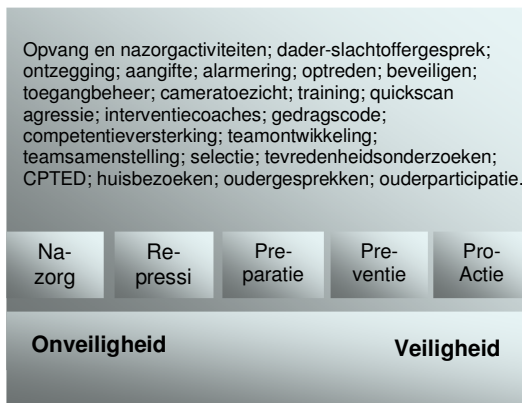 Opvang en nazorgactiviteiten; dader-slachtoffergesprek;
ontzegging; aangifte; alarmering; optreden; beveiligen;
toegangbeheer; cameratoezicht; training; quickscan
agressie; interventiecoaches; gedragscode;
competentieversterking; teamontwikkeling;
teamsamenstelling; selectie; tevredenheidsonderzoeken;
CPTED; huisbezoeken; oudergesprekken; ouderparticipatie.
Na-
zorg
Re-
pressi
Pre-
paratie
Pre-
ventie
Pro-
Actie
Onveiligheid
Veiligheid